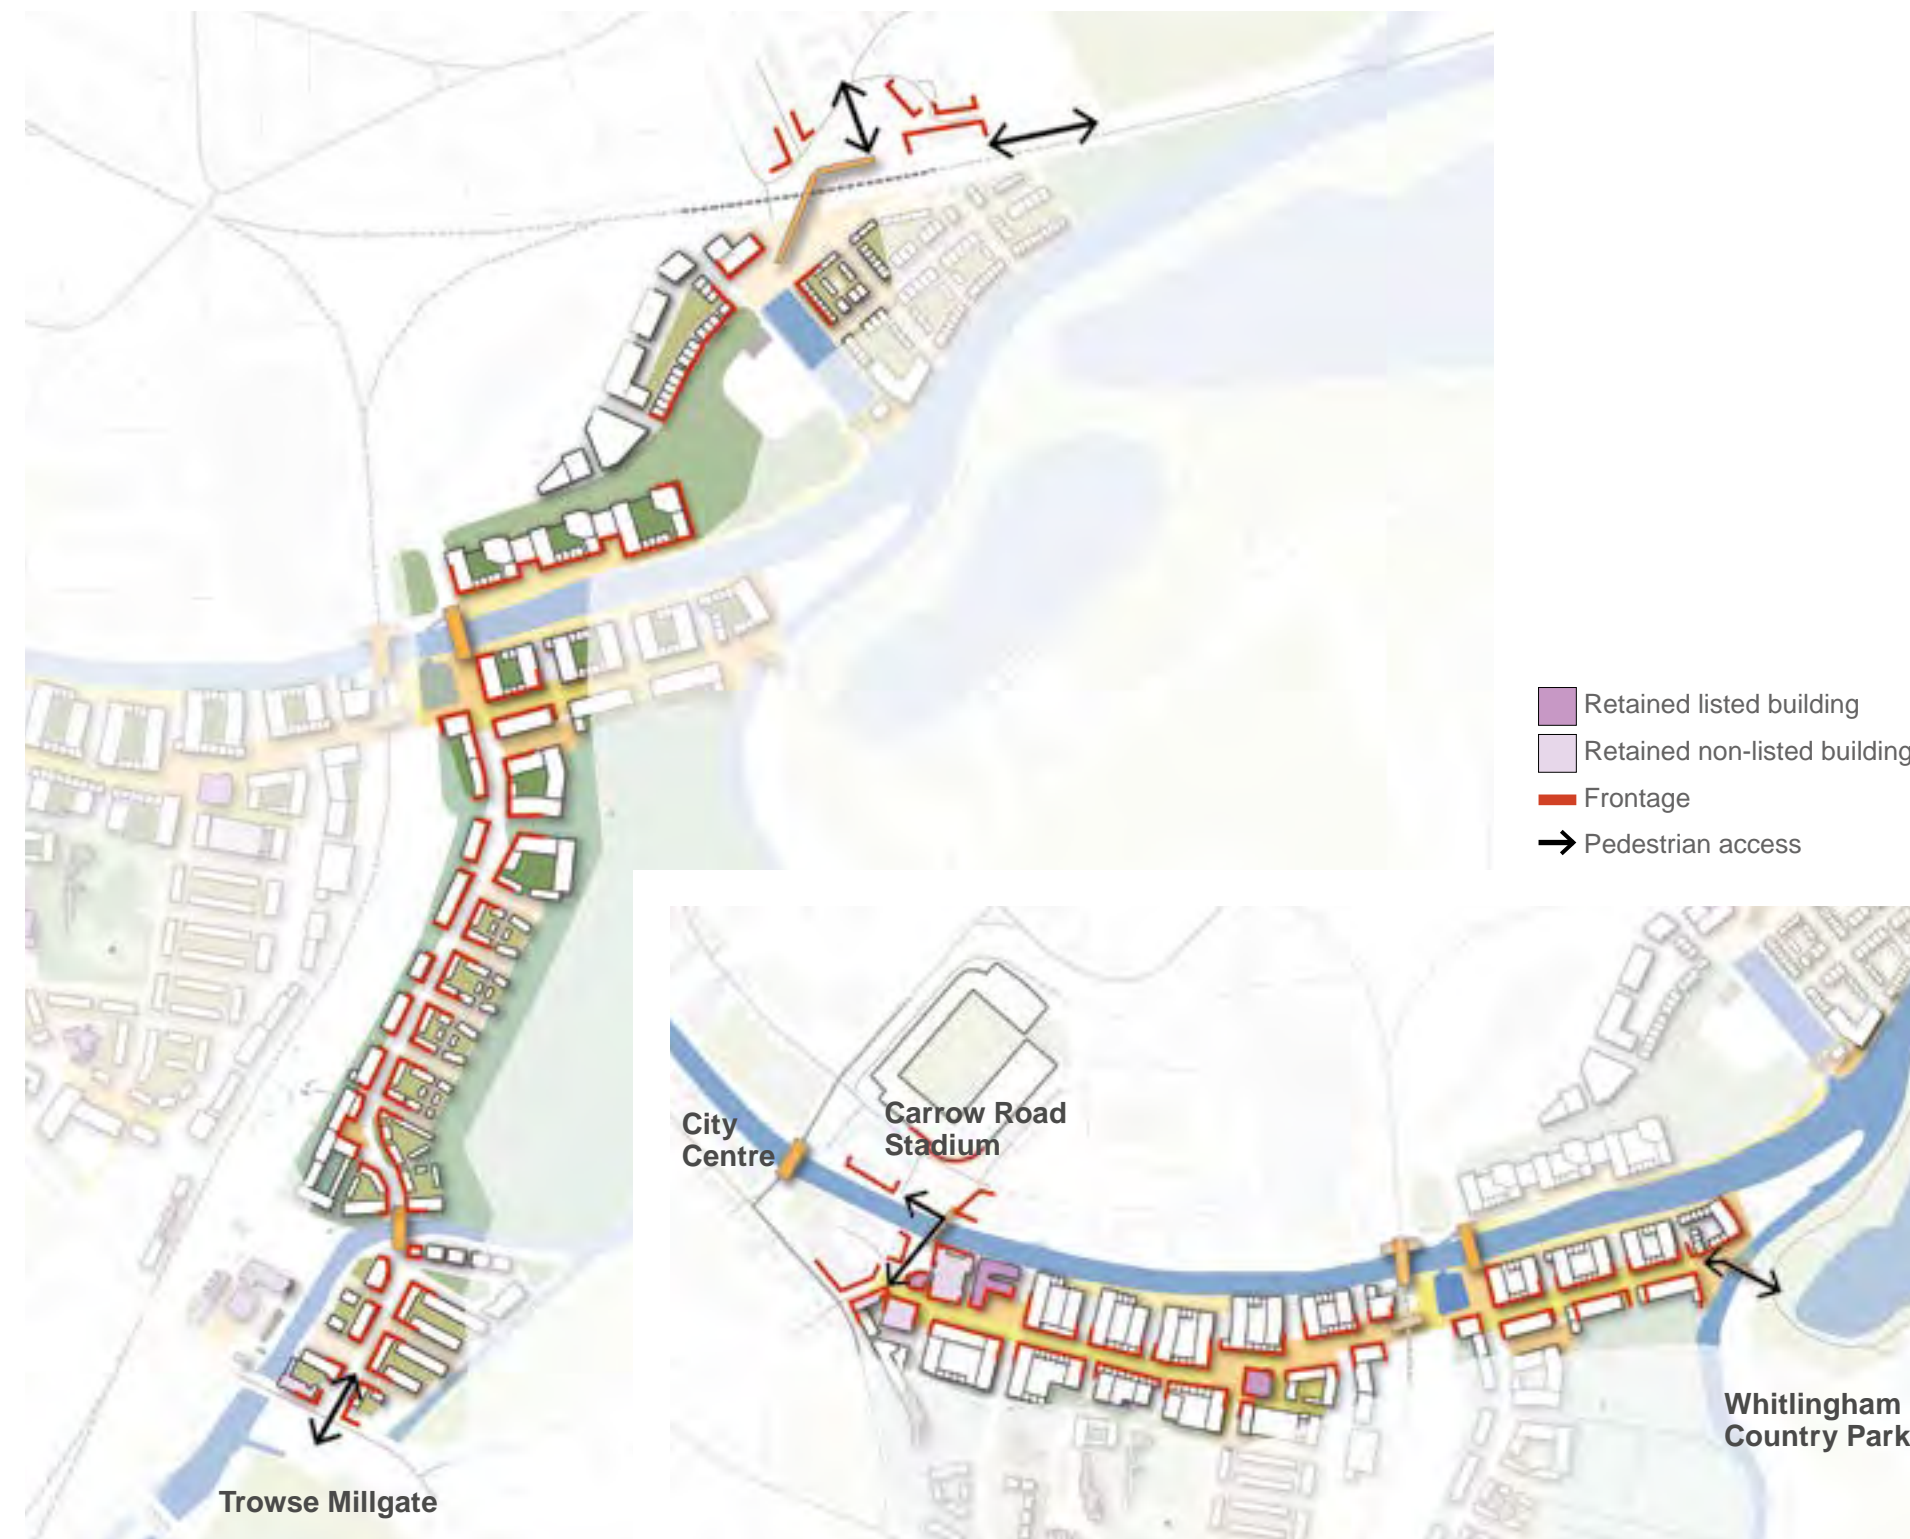 Retained listed building
Retained non-listed building
Frontage
Pedestrian access
City
Centre
Carrow Road
Stadium
Whitlingham
Country Park
Trowse Millgate